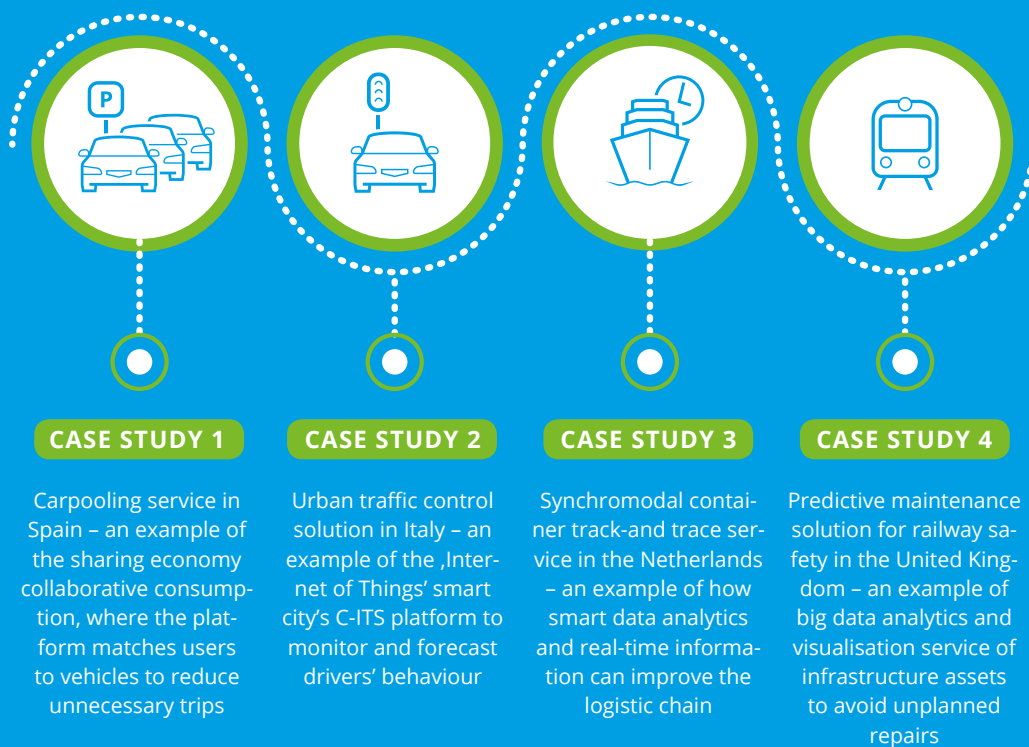 P
CASE STUDY 1
Carpooling service in
Spain – an example of
the sharing economy
collaborative consump-
tion, where the plat-
form matches users
to vehicles to reduce
unnecessary trips
CASE STUDY 2
Urban traffic control
solution in Italy – an
example of the ‚Inter-
net of Things’ smart
city’s C-ITS platform to
monitor and forecast
drivers’ behaviour
CASE STUDY 3
Synchromodal contai-
ner track-and trace ser-
vice in the Netherlands
– an example of how
smart data analytics
and real-time informa-
tion can improve the
logistic chain
CASE STUDY 4
Predictive maintenance
solution for railway sa-
fety in the United King-
dom – an example of
big data analytics and
visualisation service of
infrastructure assets
to avoid unplanned
repairs